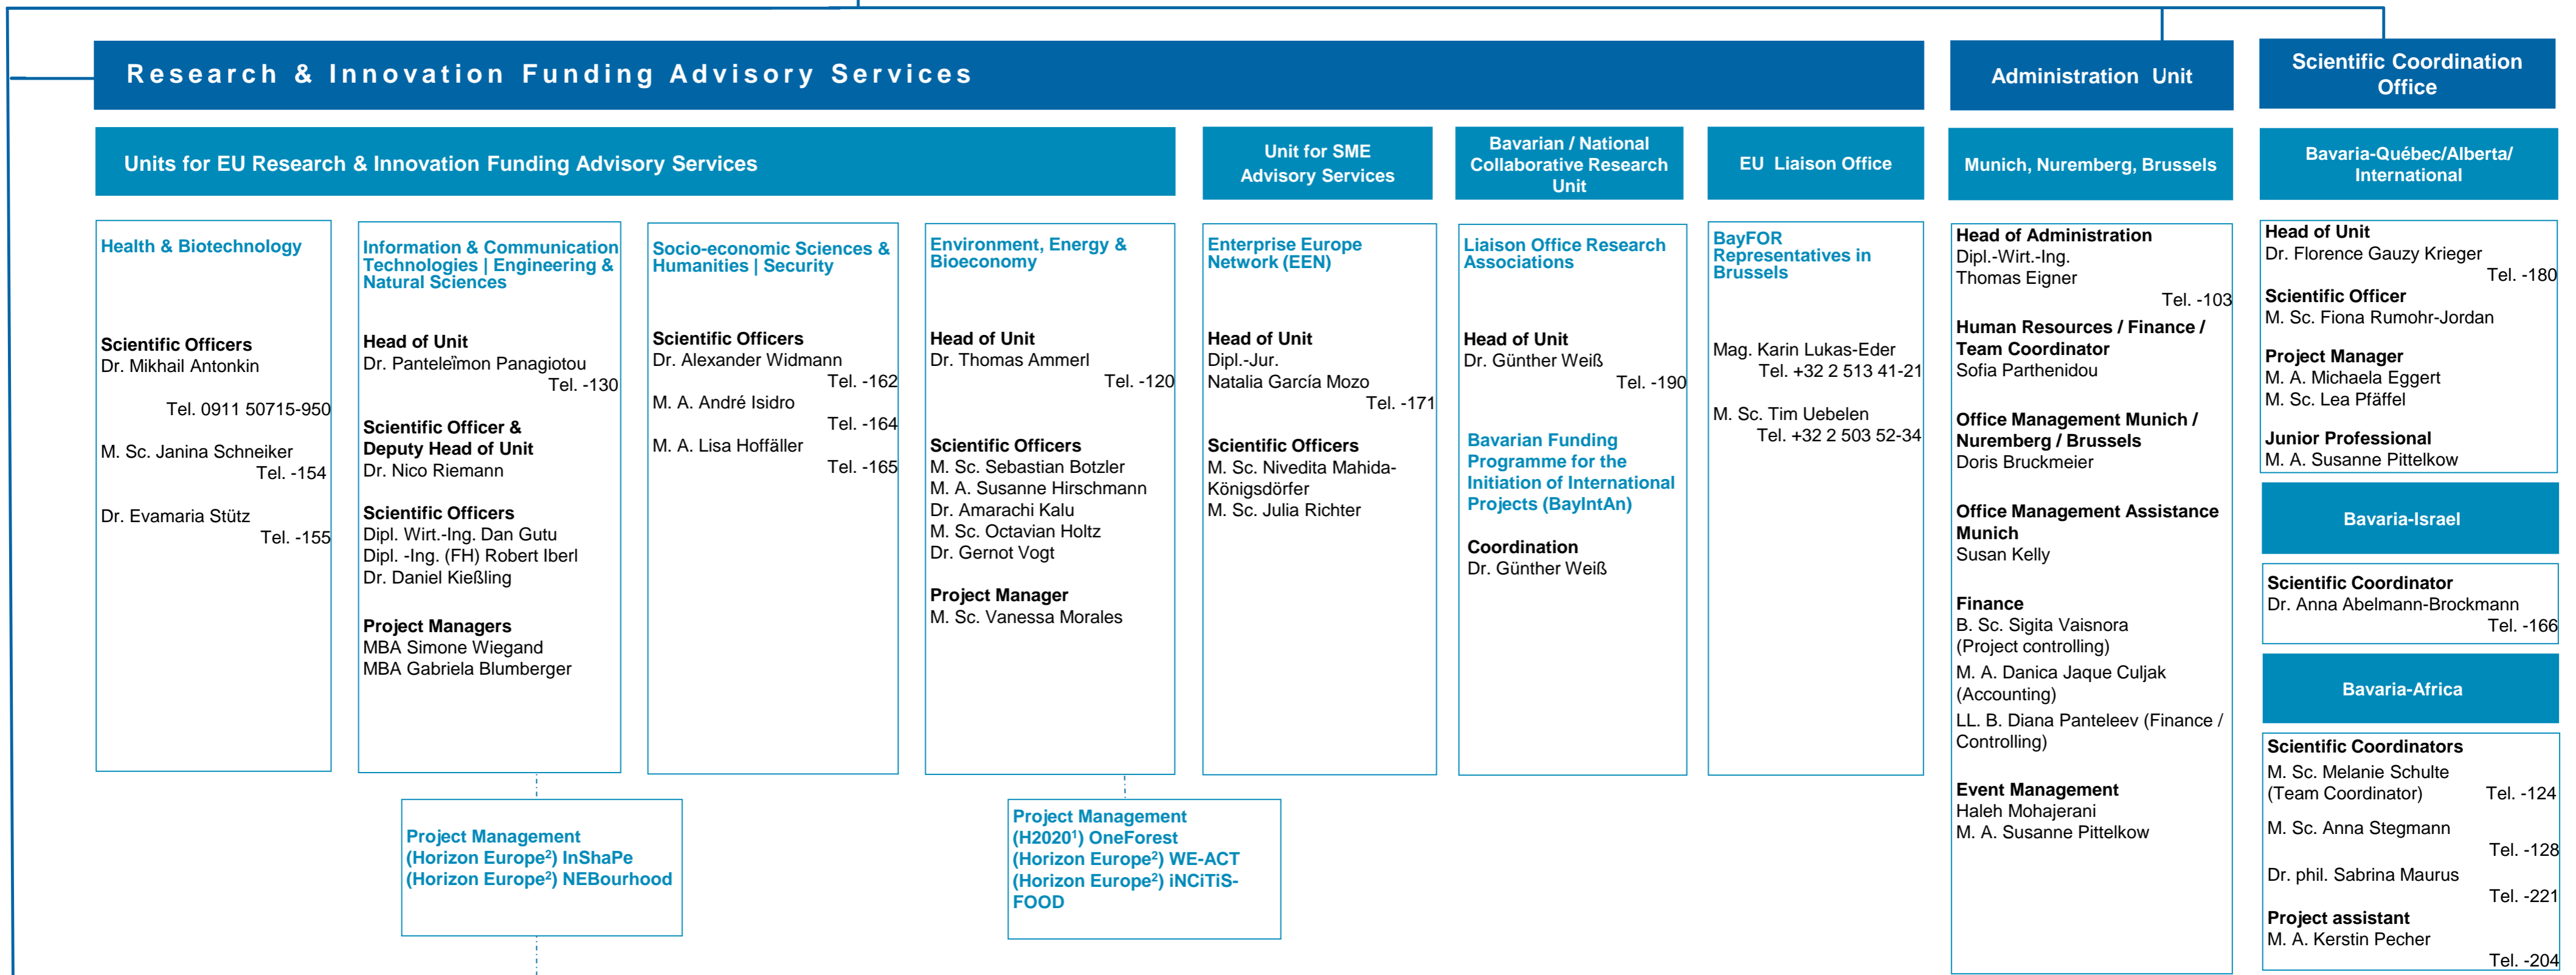 Research & Innovation Funding Advisory Services
Administration Unit
Scientific Coordination
Office
Units for EU Research & Innovation Funding Advisory Services
Unit for SME
Advisory Services
Bavarian / National
Collaborative Research
Unit
EU Liaison Office
Munich, Nuremberg, Brussels
Bavaria-Québec/Alberta/
International
Health & Biotechnology
Scientific Officers
Dr. Mikhail Antonkin
Tel. 0911 50715-950
M. Sc. Janina Schneiker
Tel. -154
Dr. Evamaria Stütz
Tel. -155
Information & Communication
Technologies | Engineering &
Natural Sciences
Head of Unit
Dr. Panteleïmon Panagiotou
Tel. -130
Scientific Officer &
Deputy Head of Unit
Dr. Nico Riemann
Scientific Officers
Dipl. Wirt.-Ing. Dan Gutu
Dipl. -Ing. (FH) Robert Iberl
Dr. Daniel Kießling
Project Managers
MBA Simone Wiegand
MBA Gabriela Blumberger
Project Management
(Horizon Europe²) InShaPe
(Horizon Europe²) NEBourhood
Socio-economic Sciences &
Humanities | Security
Scientific Officers
Dr. Alexander Widmann
Tel. -162
M. A. André Isidro
Tel. -164
M. A. Lisa Hoffäller
Tel. -165
Environment, Energy &
Bioeconomy
Head of Unit
Dr. Thomas Ammerl
Tel. -120
Scientific Officers
M. Sc. Sebastian Botzler
M. A. Susanne Hirschmann
Dr. Amarachi Kalu
M. Sc. Octavian Holtz
Dr. Gernot Vogt
Project Manager
M. Sc. Vanessa Morales
Project Management
(H2020¹) OneForest
(Horizon Europe²) WE-ACT
(Horizon Europe²) iNCiTiS-
FOOD
Enterprise Europe
Network (EEN)
Head of Unit
Dipl.-Jur.
Natalia García Mozo
Tel. -171
Scientific Officers
M. Sc. Nivedita Mahida-
Königsdörfer
M. Sc. Julia Richter
Liaison Office Research
Associations
Head of Unit
Dr. Günther Weiß
Tel. -190
Bavarian Funding
Programme for the
Initiation of International
Projects (BayIntAn)
Coordination
Dr. Günther Weiß
BayFOR
Representatives in
Brussels
Mag. Karin Lukas-Eder
Tel. +32 2 513 41-21
M. Sc. Tim Uebelen
Tel. +32 2 503 52-34
Head of Administration
Dipl.-Wirt.-Ing.
Thomas Eigner
Tel. -103
Human Resources / Finance /
Team Coordinator
Sofia Parthenidou
Office Management Munich /
Nuremberg / Brussels
Doris Bruckmeier
Office Management Assistance
Munich
Susan Kelly
Finance
B. Sc. Sigita Vaisnora
(Project controlling)
M. A. Danica Jaque Culjak
(Accounting)
LL. B. Diana Panteleev (Finance /
Controlling)
Event Management
Haleh Mohajerani
M. A. Susanne Pittelkow
Head of Unit
Dr. Florence Gauzy Krieger
Tel. -180
Scientific Officer
M. Sc. Fiona Rumohr-Jordan
Project Manager
M. A. Michaela Eggert
M. Sc. Lea Pfäffel
Junior Professional
M. A. Susanne Pittelkow
Bavaria-Israel
Scientific Coordinator
Dr. Anna Abelmann-Brockmann
Tel. -166
Bavaria-Africa
Scientific Coordinators
M. Sc. Melanie Schulte
(Team Coordinator) Tel. -124
M. Sc. Anna Stegmann
Tel. -128
Dr. phil. Sabrina Maurus
Tel. -221
Project assistant
M. A. Kerstin Pecher
Tel. -204